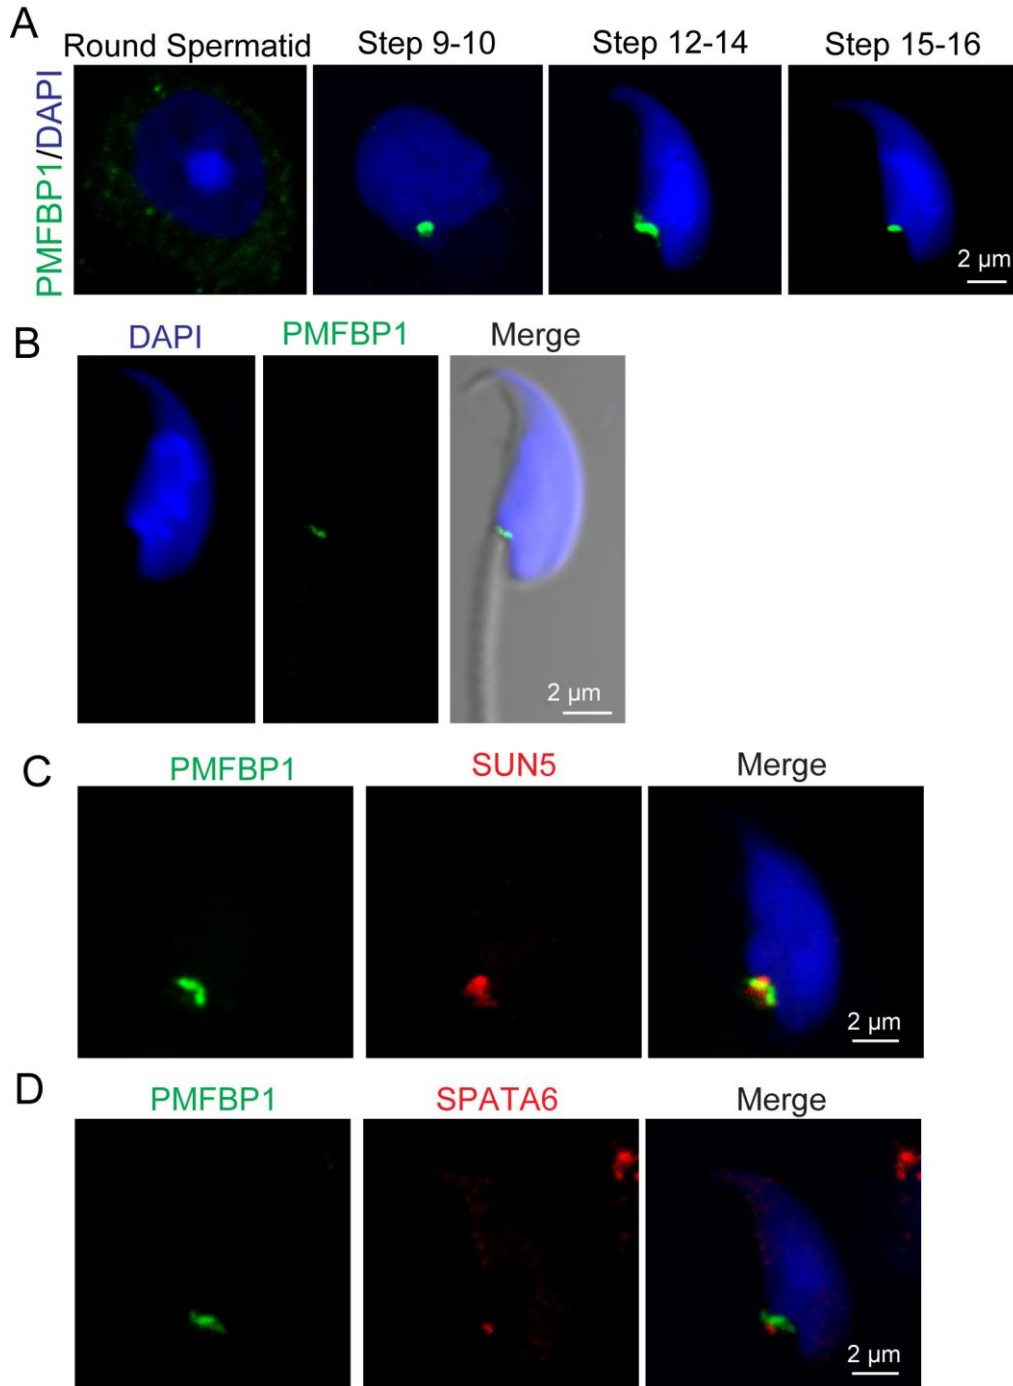 A
Round Spermatid
Step 9-10
Step 12-14
Step 15-16
PMFBP1/DAPI
2 µm
B
DAPI
PMFBP1
Merge
2 µm
C
PMFBP1
SUN5
Merge
2 µm
D
PMFBP1
SPATA6
Merge
2 µm